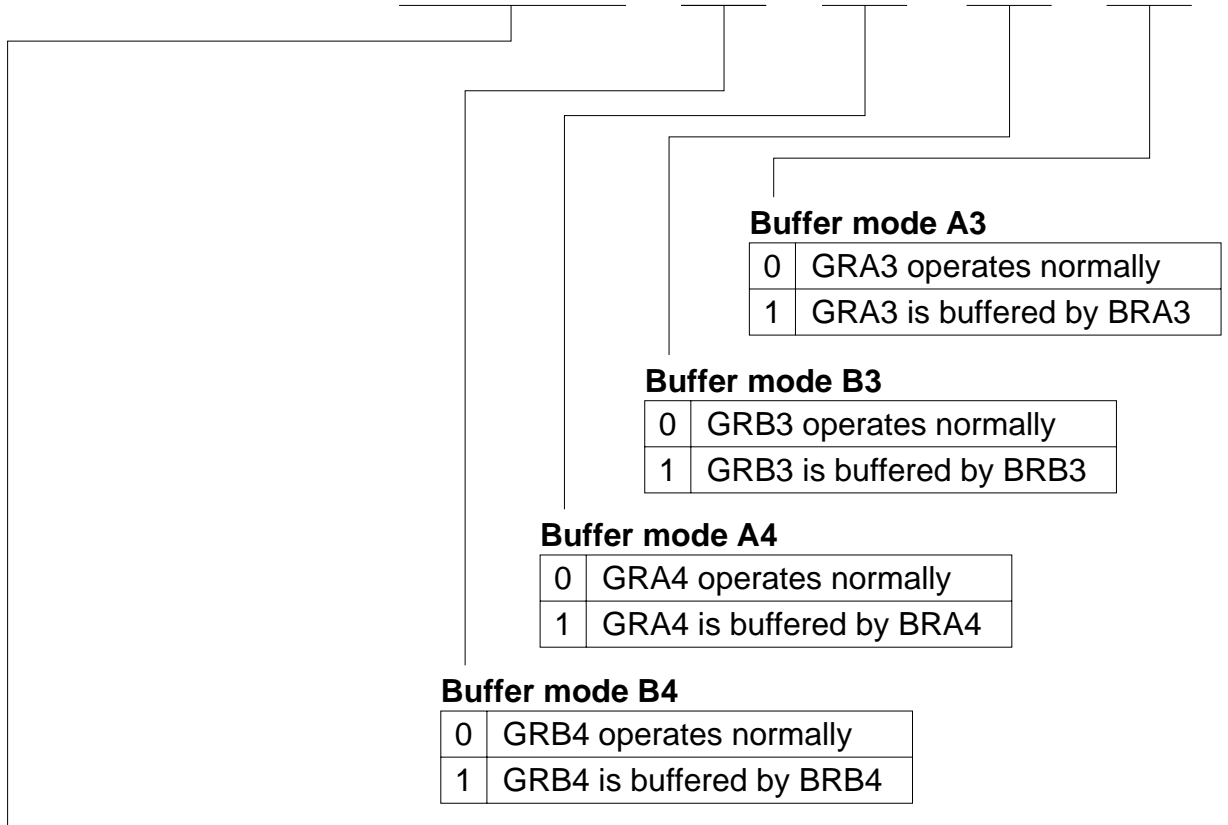 Buffer mode A3
0 GRA3 operates normally
1 GRA3 is buffered by BRA3
Buffer mode B3
0 GRB3 operates normally
1 GRB3 is buffered by BRB3
Buffer mode A4
0 GRA4 operates normally
1 GRA4 is buffered by BRA4
Buffer mode B4
0 GRB4 operates normally
1 GRB4 is buffered by BRB4